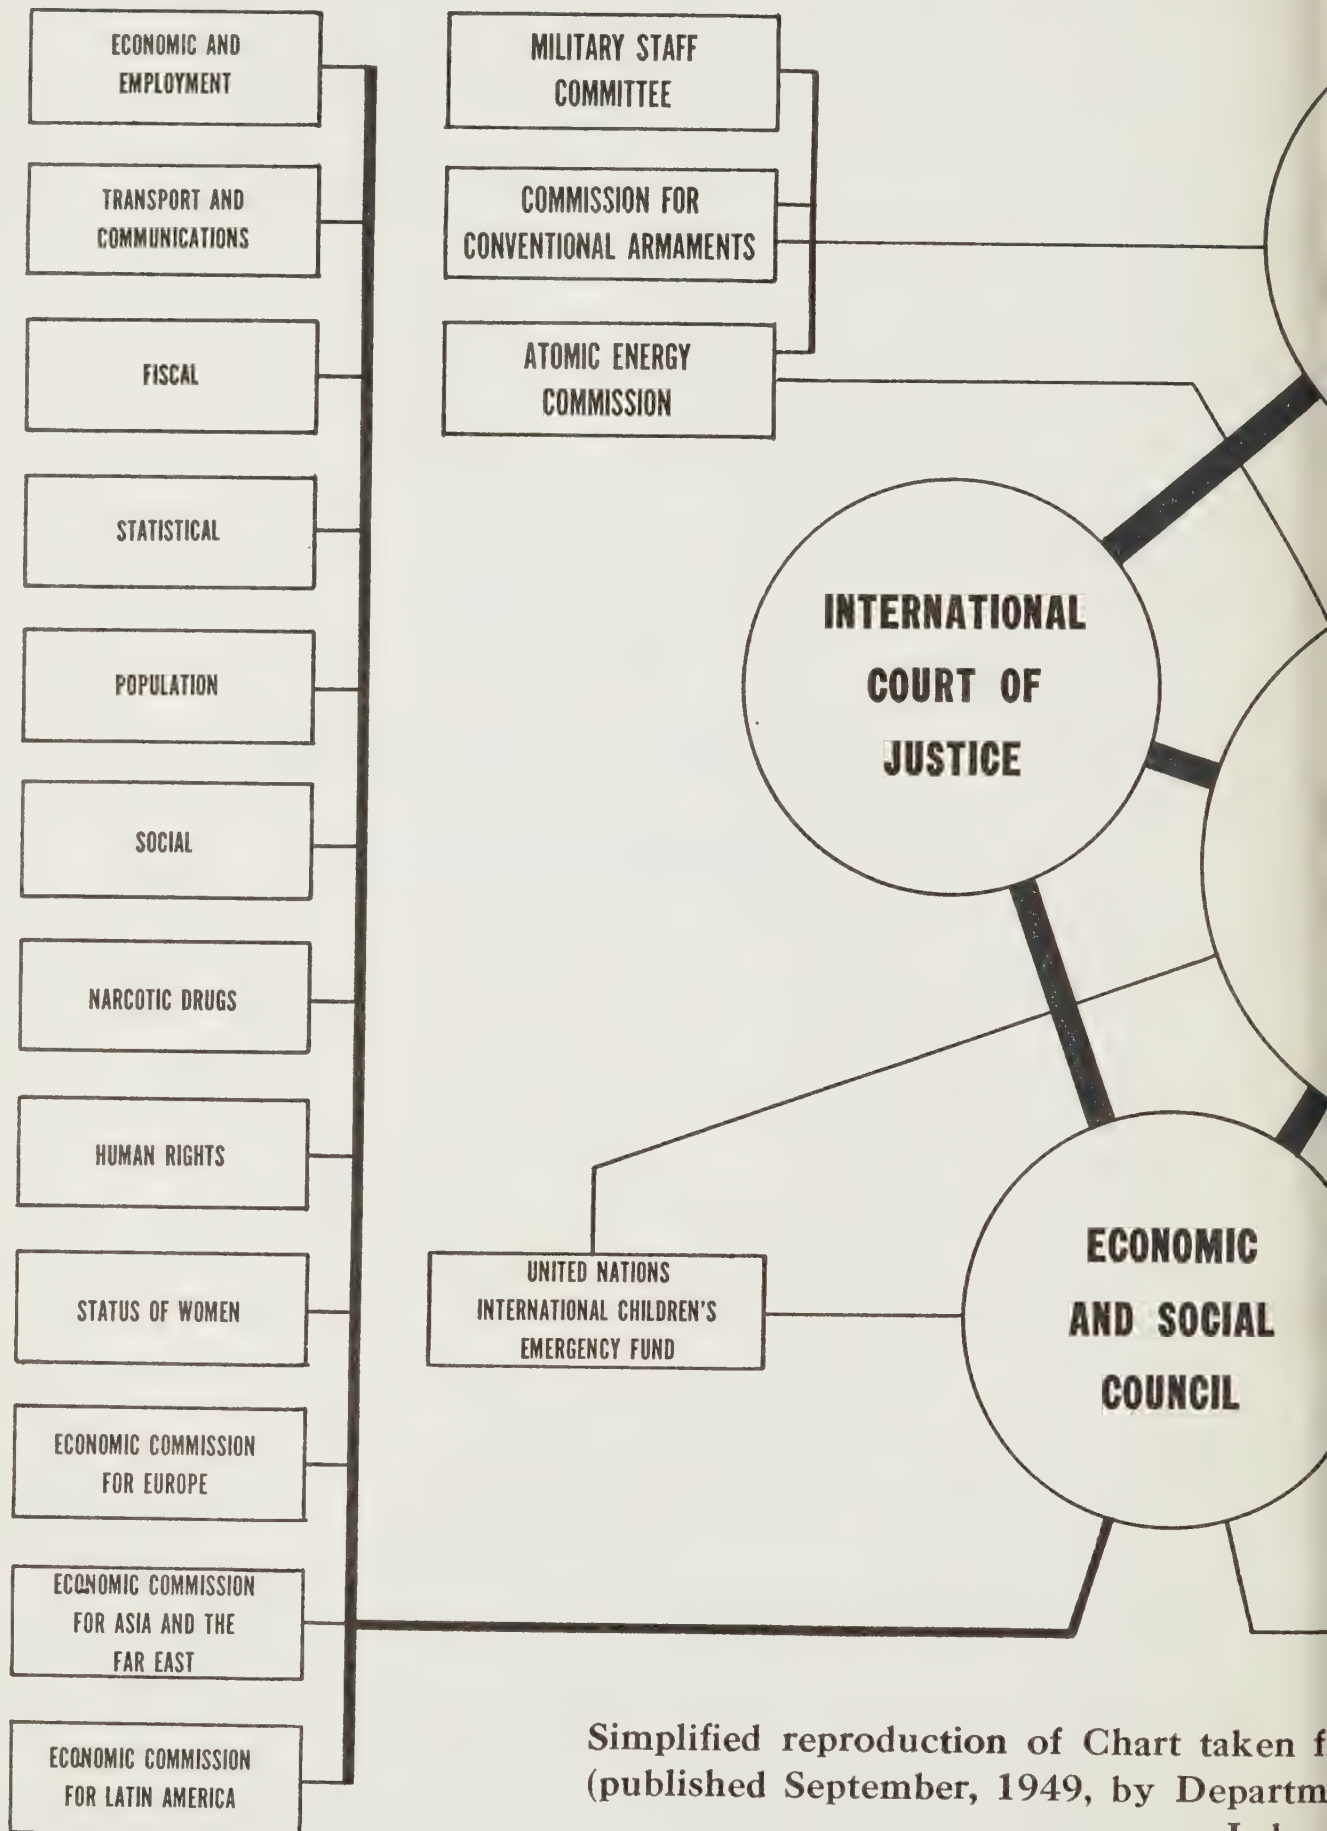 ECONOMIC AND
EMPLOYMENT
TRANSPORT AND
COMMUNICATIONS
FISCAL
STATISTICAL
POPULATION
SOCIAL
NARCOTIC DRUGS
HUMAN RIGHTS
STATUS OF WOMEN
ECONOMIC COMMISSION
FOR EUROPE
ECONOMIC COMMISSION
FOR ASIA AND THE
FAR EAST
ECONOMIC COMMISSION
FOR LATIN AMERICA
MILITARY STAFF
COMMITTEE
COMMISSION FOR
CONVENTIONAL ARMAMENTS
ATOMIC ENERGY
COMMISSION
INTERNATIONAL
COURT OF
JUSTICE
UNITED NATIONS
INTERNATIONAL CHILDREN'S
EMERGENCY FUND
ECONOMIC
AND SOCIAL
COUNCIL
Simplified reproduction of Chart taken f
(published September, 1949, by Departm